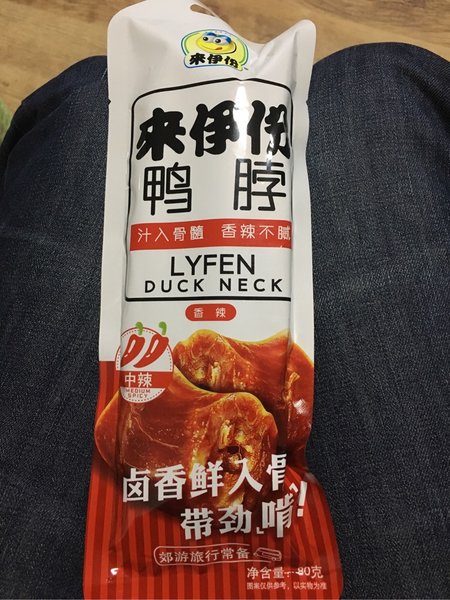 来伊份
来伊份
鸭脖
汁入骨髓 香辣不腻
LYFEN
DUCK NECK
香辣
中辣
MEDIUM
SPICY
卤香鲜入骨
带劲「啃」!
郊游旅行常备
净含量: 80克
图案仅供参考，以实物为准